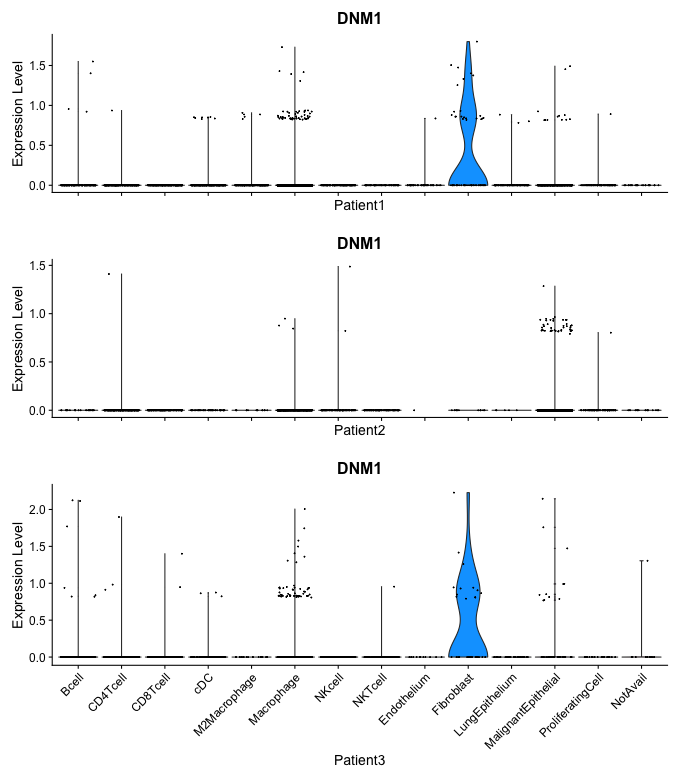 DNM1
Expression Level
1.5
1.0
0.5
0.0
Patient1
DNM1
Expression Level
1.5
1.0
0.5
0.0
Patient2
DNM1
Expression Level
2.0
1.5
1.0
0.5
0.0
Bcell
CD4Tcell
CD8Tcell
cDC
M2Macrophage
Macrophage
NKcell
NKTcell
Endothelium
Fibroblast
LungEpithelium
MalignantEpithelial
ProliferatingCell
NotAvail
Patient3